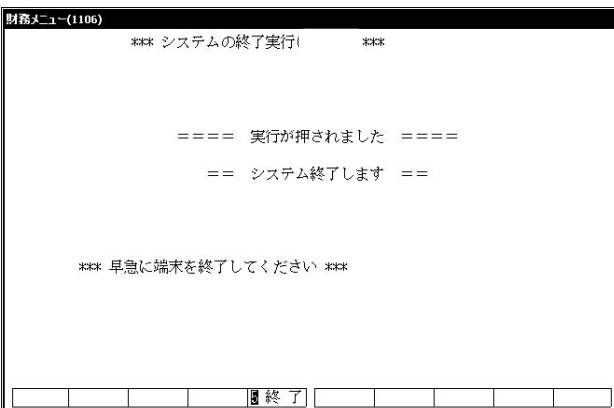 財務メニュー(1106)
*** システムの終了実行( ***
==== 実行が押されました ====
== システム終了します ==
*** 早急に端末を終了してください ***
5 終 了